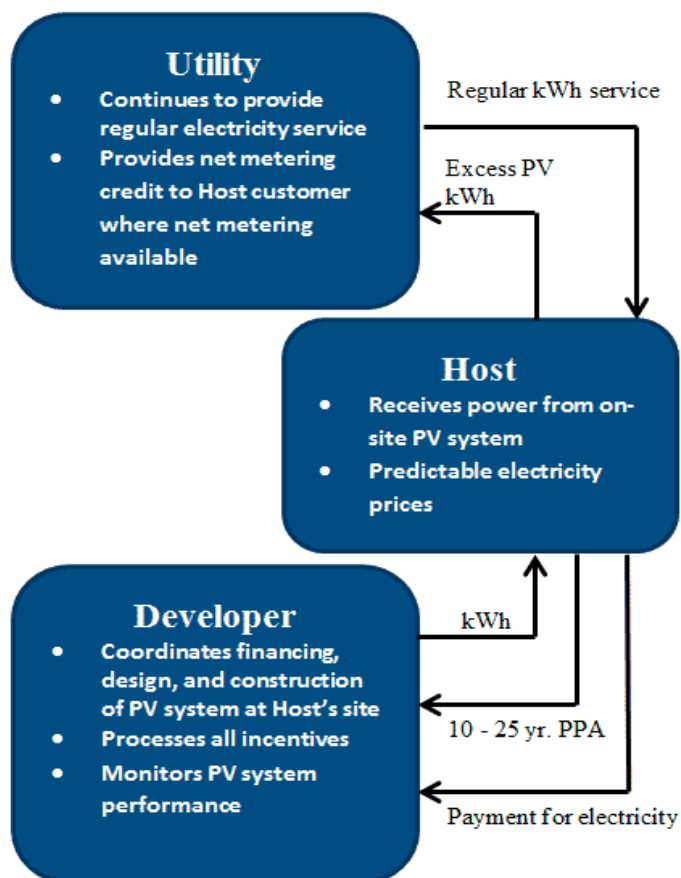 Utility
• Continues to provide
regular electricity service
• Provides net metering
credit to Host customer
where net metering
available
Regular kWh service
Excess PV
kWh
Host
• Receives power from on-
site PV system
• Predictable electricity
prices
Developer
• Coordinates financing,
design, and construction
of PV system at Host's site
• Processes all incentives
• Monitors PV system
performance
kWh
10 - 25 yr. PPA
Payment for electricity